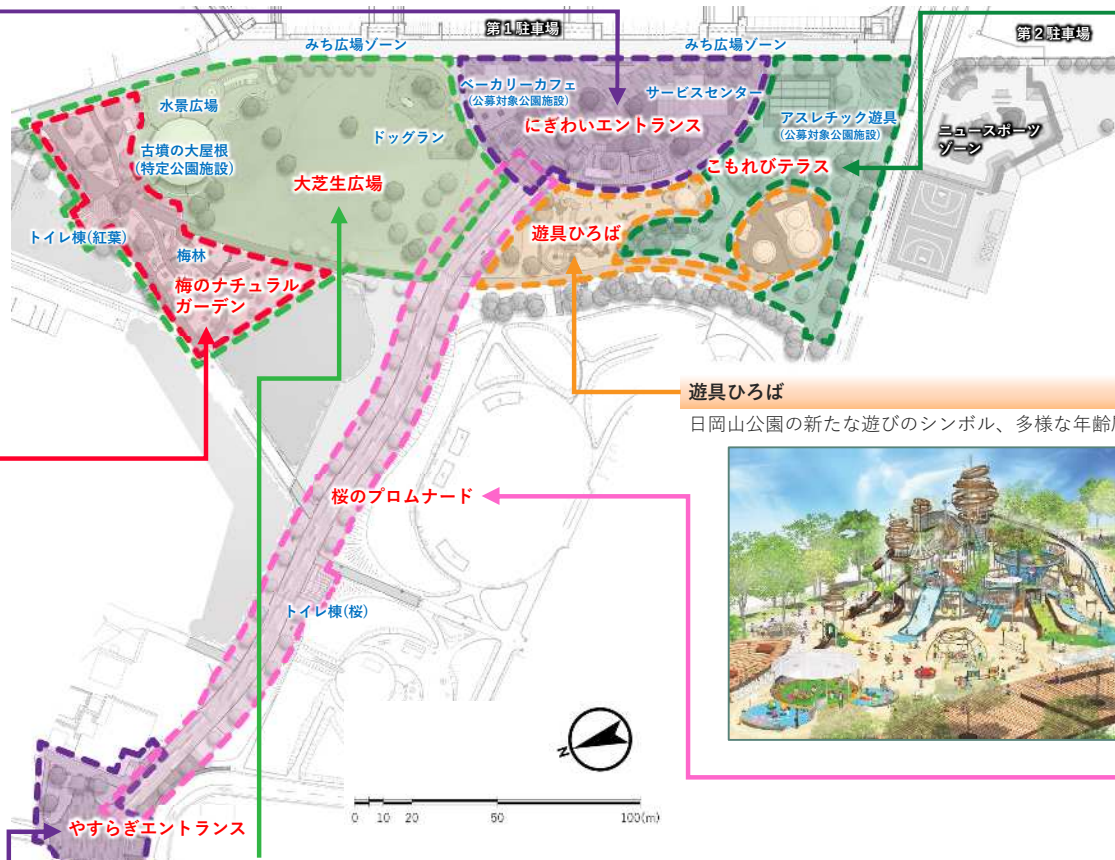 第1駐車場
第2駐車場
みち広場ゾーン
みち広場ゾーン
ベーカリーカフェ
(公募対象公園施設)
サービスセンター
にぎわいエントランス
アスレチック遊具
(公募対象公園施設)
ニュースポーツ
ゾーン
水景広場
ドッグラン
古墳の大屋根
(特定公園施設)
こもれびテラス
大芝生広場
トイレ棟(紅葉)
梅林
遊具ひろば
梅のナチュラル
ガーデン
遊具ひろば
日岡山公園の新たな遊びのシンボル、多様な年齢
桜のプロムナード
トイレ棟(桜)
N
0 10 20 50 100(m)
やすらぎエントランス